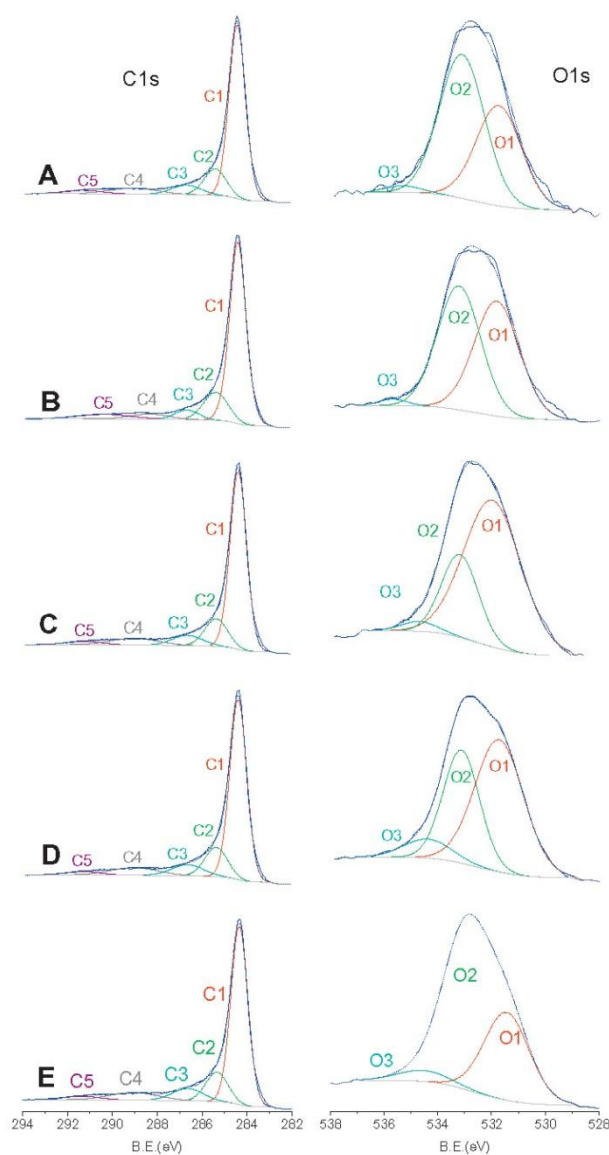 C1s
O1s
C1
O2
O1
C2
C3
C4
C5
O3
A
C1
O2
O1
C2
C3
C4
C5
O3
B
C1
O2
O1
C2
C3
C4
C5
O3
C
C1
O2
O1
C2
C3
C4
C5
O3
D
C1
O2
O1
C2
C3
C4
C5
O3
E
294 292 290 288 286 284 282
538 536 534 532 530 528
B.E.(eV)
B.E.(eV)